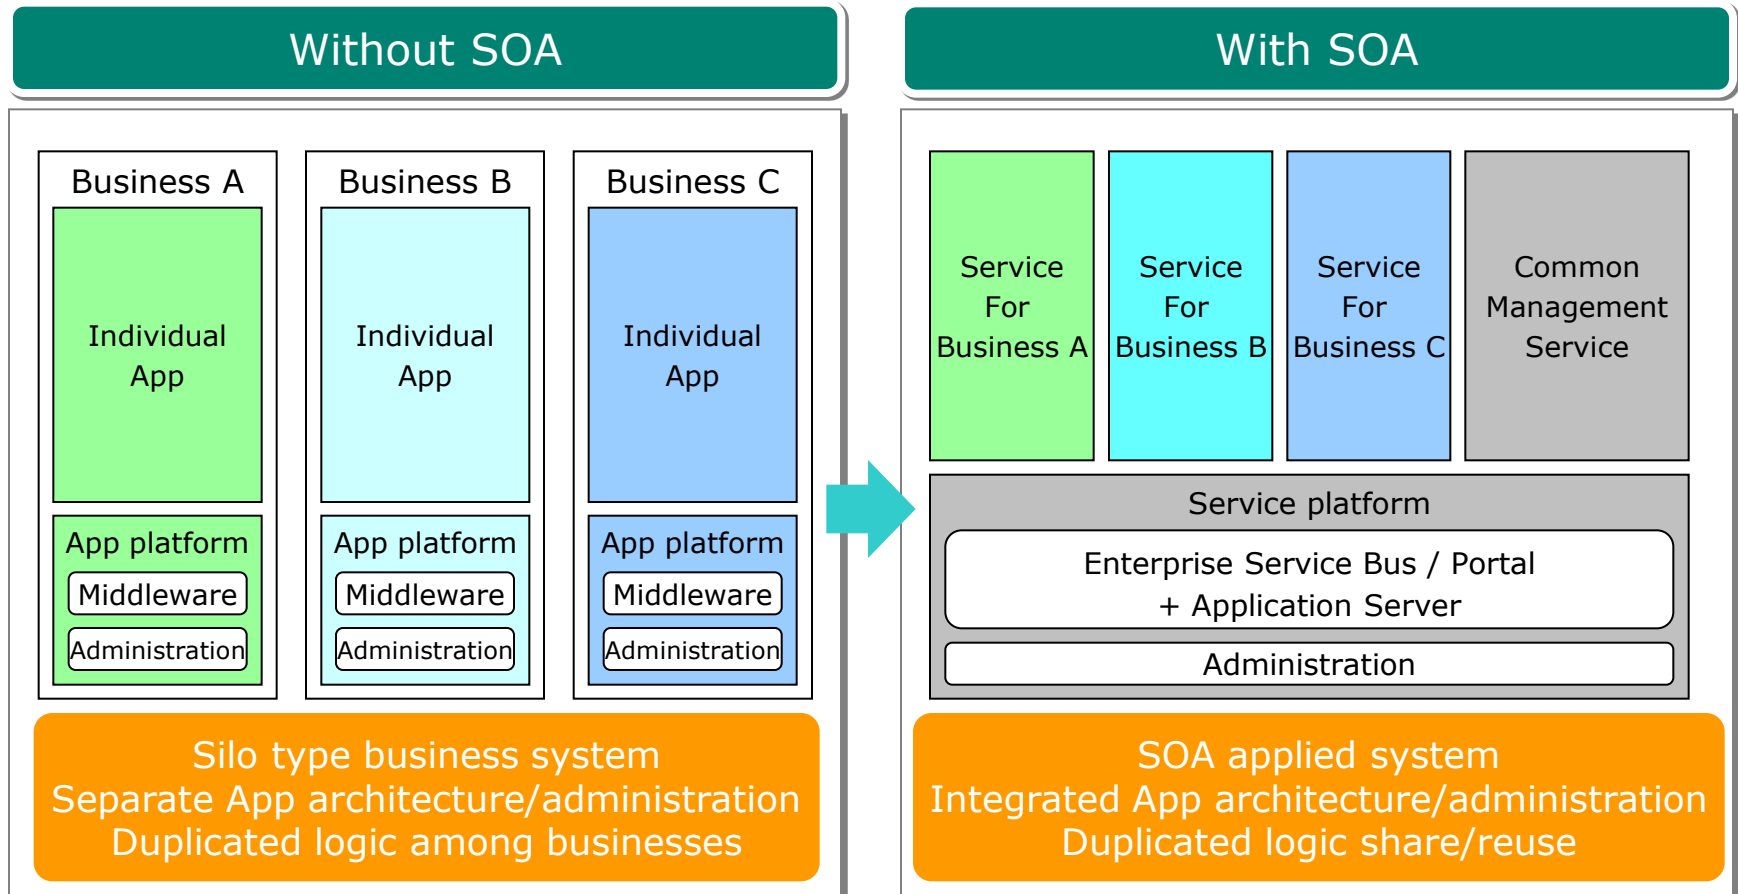 Without SOA
Business A
Individual
App
App platform
Middleware
Administration
Business B
Individual
App
App platform
Middleware
Administration
Business C
Individual
App
App platform
Middleware
Administration
Silo type business system
Separate App architecture/administration
Duplicated logic among businesses
With SOA
Service
For
Business A
Service
For
Business B
Service
For
Business C
Common
Management
Service
Service platform
Enterprise Service Bus / Portal
+ Application Server
Administration
SOA applied system
Integrated App architecture/administration
Duplicated logic share/reuse